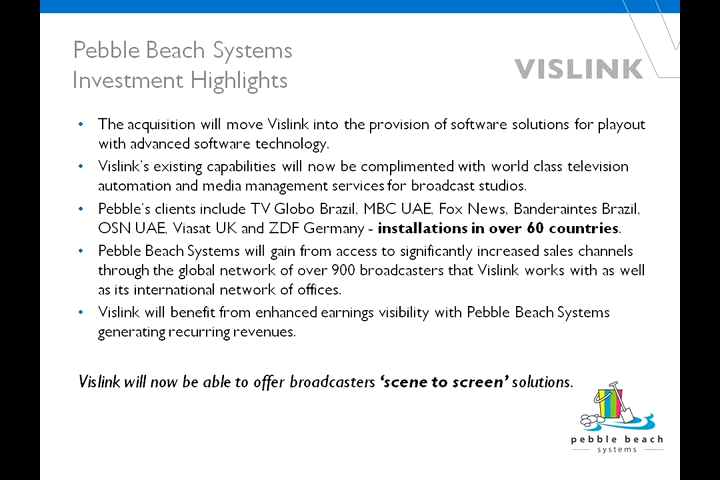 Pebble Beach Systems
Investment Highlights
VISLINK
• The acquisition will move Vislink into the provision of software solutions for playout
with advanced software technology.
• Vislink's existing capabilities will now be complimented with world class television
automation and media management services for broadcast studios.
• Pebble's clients include TV Globo Brazil, MBC UAE, Fox News, Banderaintes Brazil,
OSN UAE, Viasat UK and ZDF Germany - installations in over 60 countries.
• Pebble Beach Systems will gain from access to significantly increased sales channels
through the global network of over 900 broadcasters that Vislink works with as well
as its international network of offices.
• Vislink will benefit from enhanced earnings visibility with Pebble Beach Systems
generating recurring revenues.
Vislink will now be able to offer broadcasters ‘scene to screen’ solutions.
pebble beach
systems